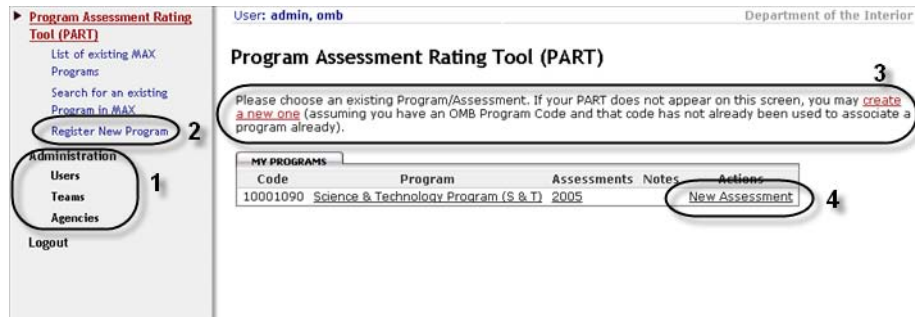 Program Assessment Rating
Tool (PART)
List of existing MAX
Programs
Search for an existing
Program in MAX
Register New Program
2
Administration
Users
Teams
Agencies
1
Logout
User: admin, omb
Department of the Interior
Program Assessment Rating Tool (PART)
3
Please choose an existing Program/Assessment. If your PART does not appear on this screen, you may create
a new one (assuming you have an OMB Program Code and that code has not already been used to associate a
program already).
MY PROGRAMS
Code Program Assessments Notes Actions
10001090 Science & Technology Program (S & T) 2005 New Assessment
4